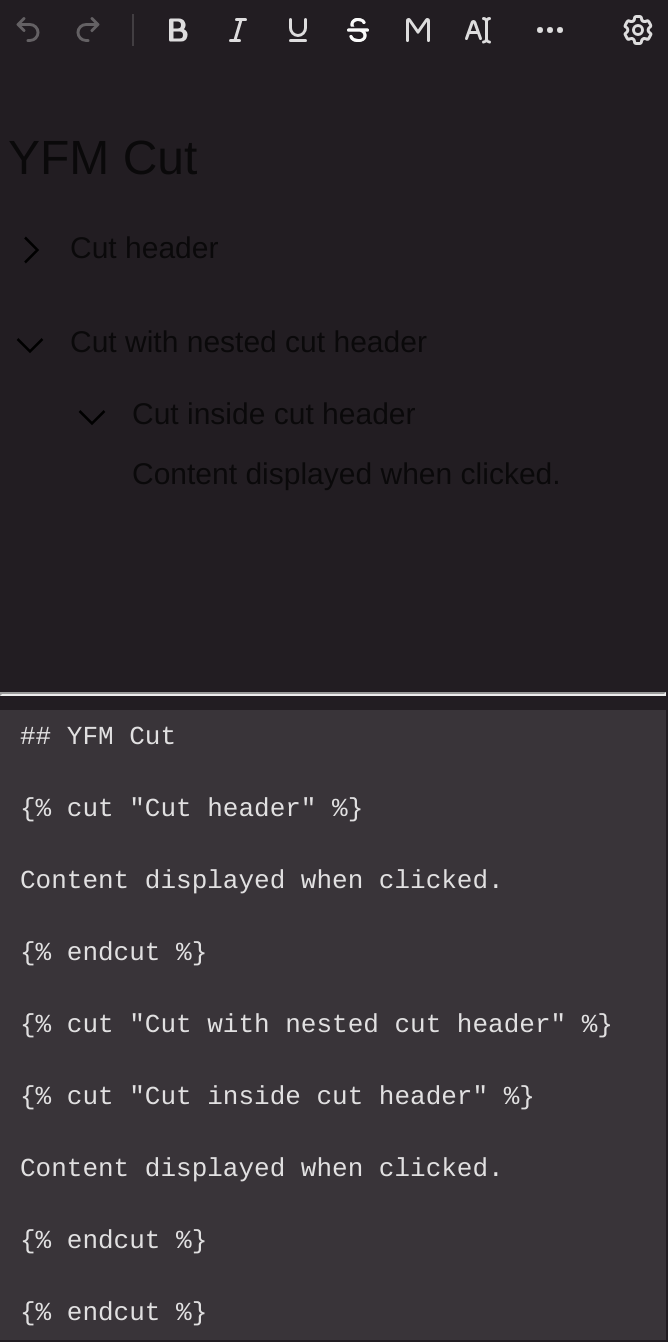 B I U S M AI
YFM Cut
Cut header
Cut with nested cut header
Cut inside cut header
Content displayed when clicked.
## YFM Cut
{% cut "Cut header" %}
Content displayed when clicked.
{% endcut %}
{% cut "Cut with nested cut header" %}
{% cut "Cut inside cut header" %}
Content displayed when clicked.
{% endcut %}
{% endcut %}